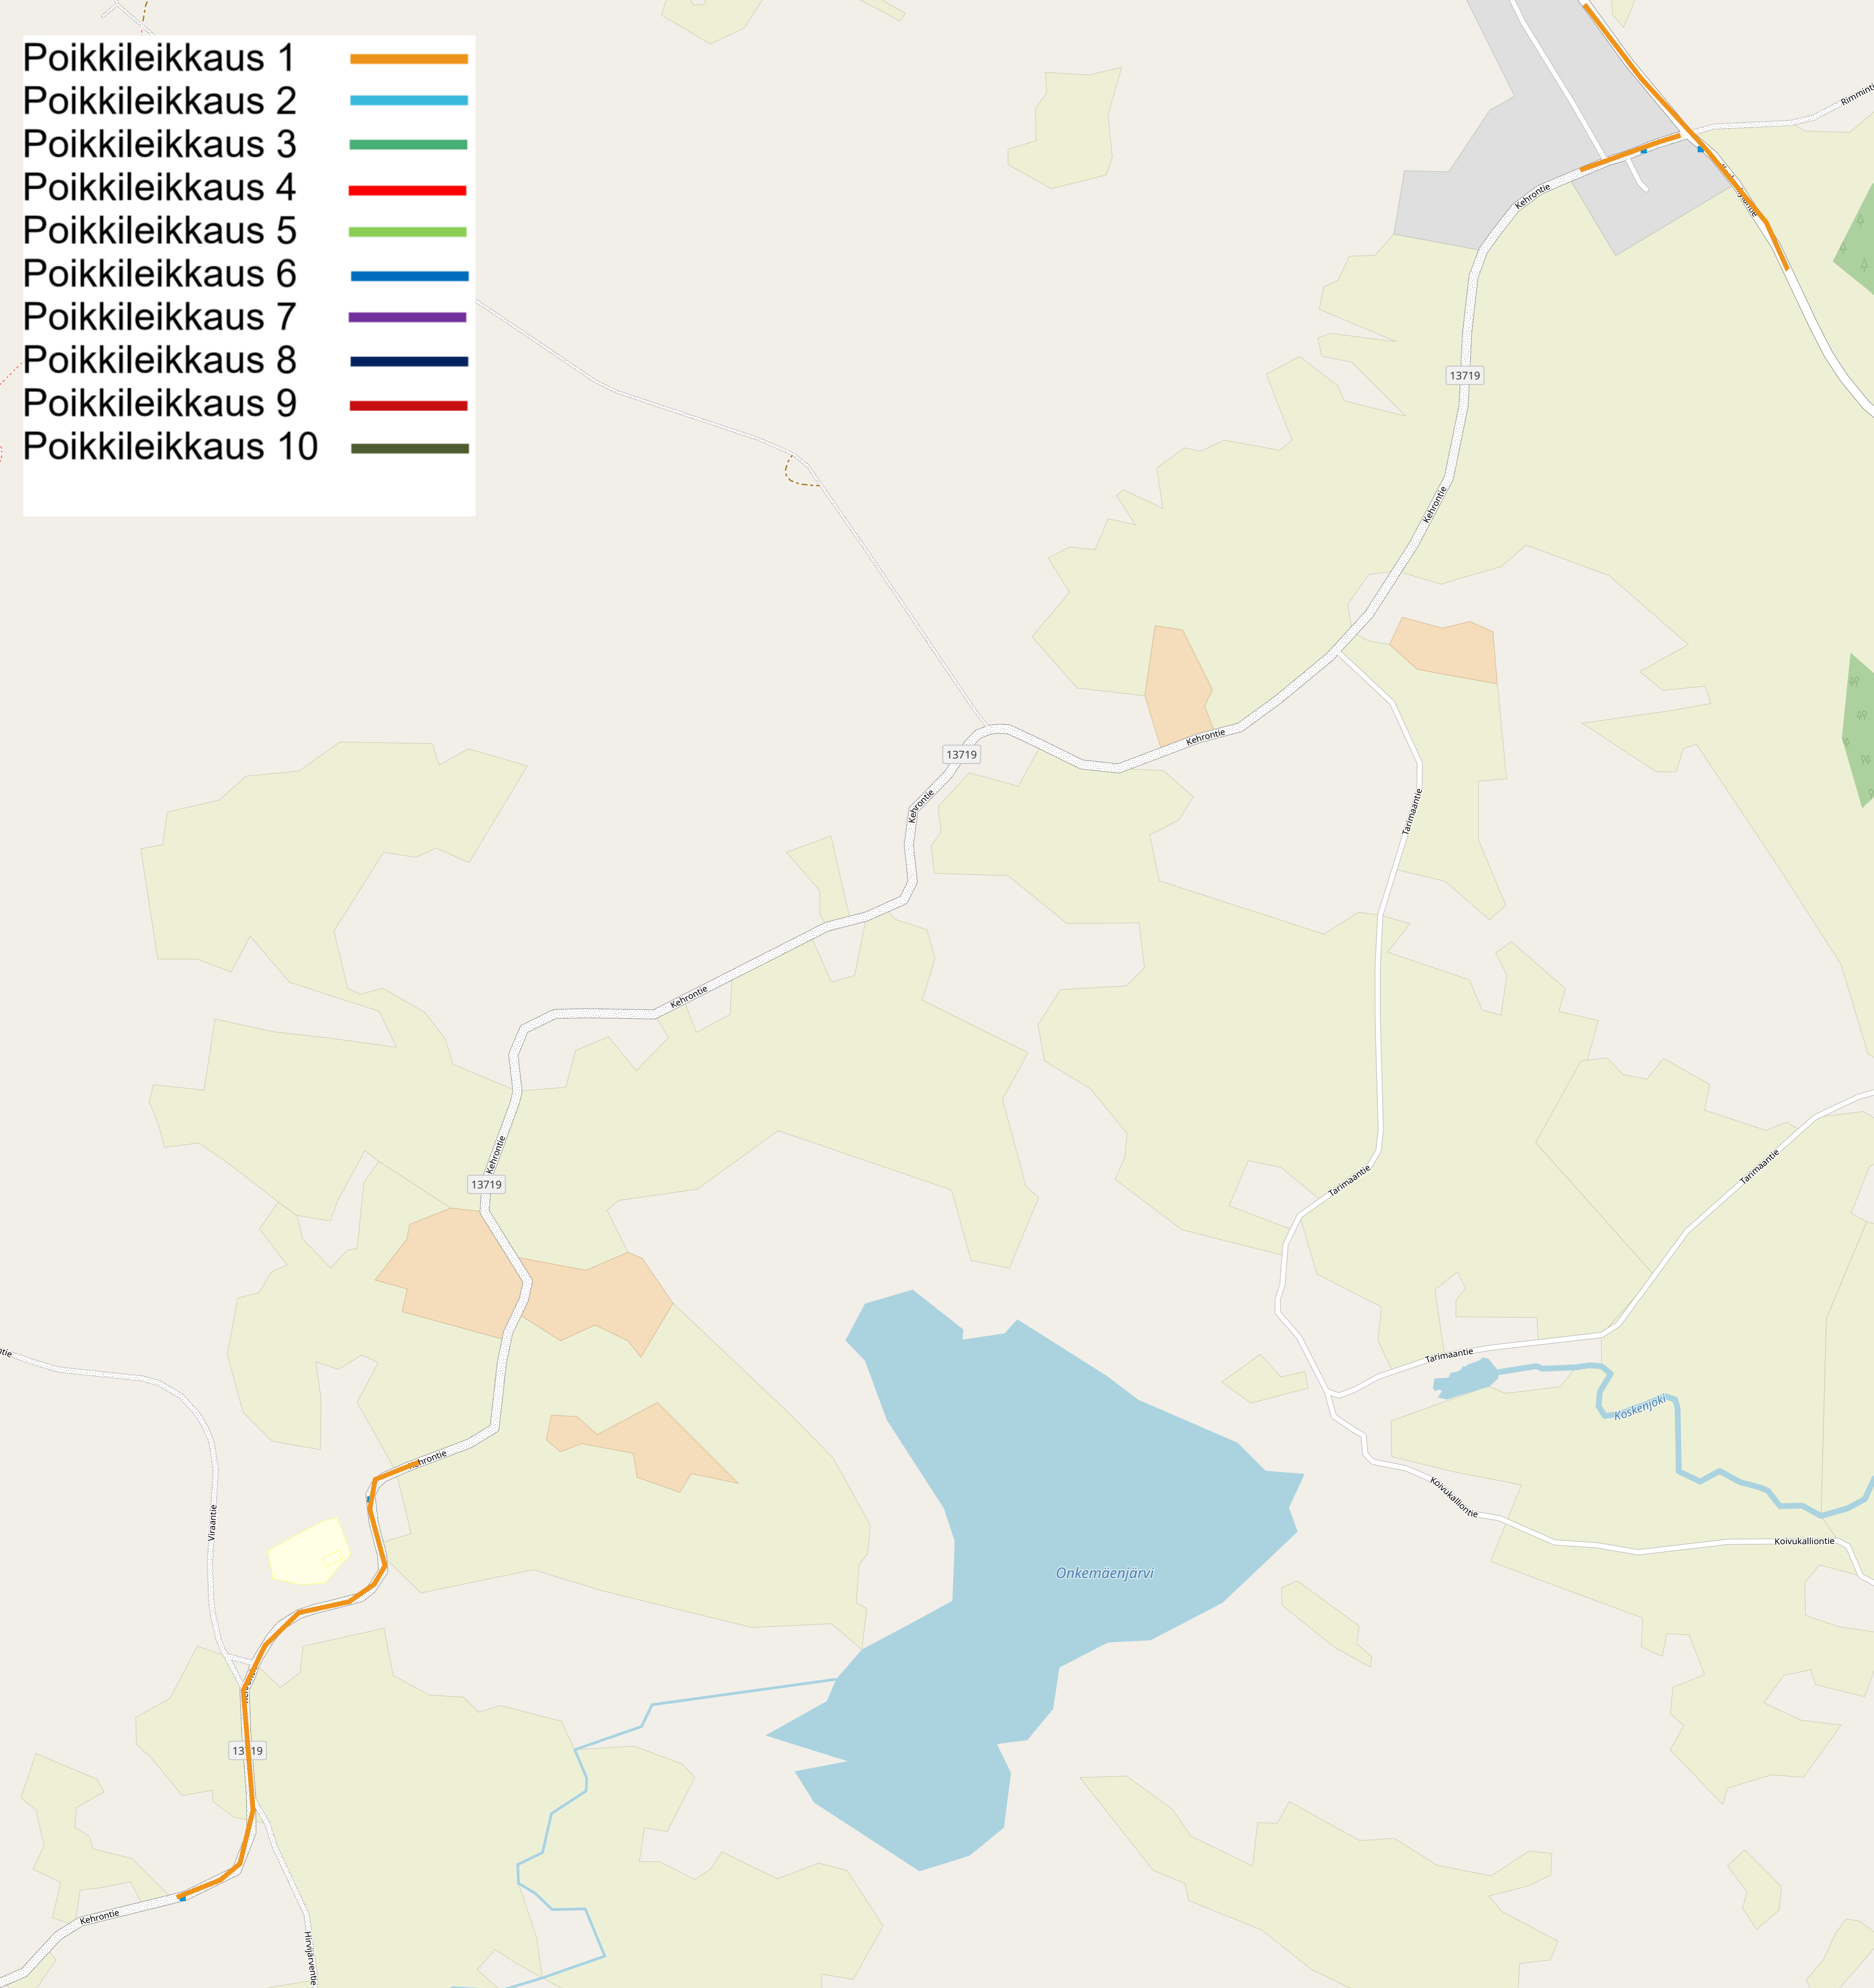 Poikkileikkaus 1
Poikkileikkaus 2
Poikkileikkaus 3
Poikkileikkaus 4
Poikkileikkaus 5
Poikkileikkaus 6
Poikkileikkaus 7
Poikkileikkaus 8
Poikkileikkaus 9
Poikkileikkaus 10
Kehrontie
13719
Kehrontie
Kehrontie
13719
Kehrontie
Tarimaantie
Kehrontie
Kehrontie
13719
Tarimaantie
Tarimaantie
Tarimaantie
Koskenjoki
Kehrontie
Viraantie
Koivukalliontie
Koivukalliontie
Onkemäenjärvi
13719
Kehrontie
Hirvijärventie